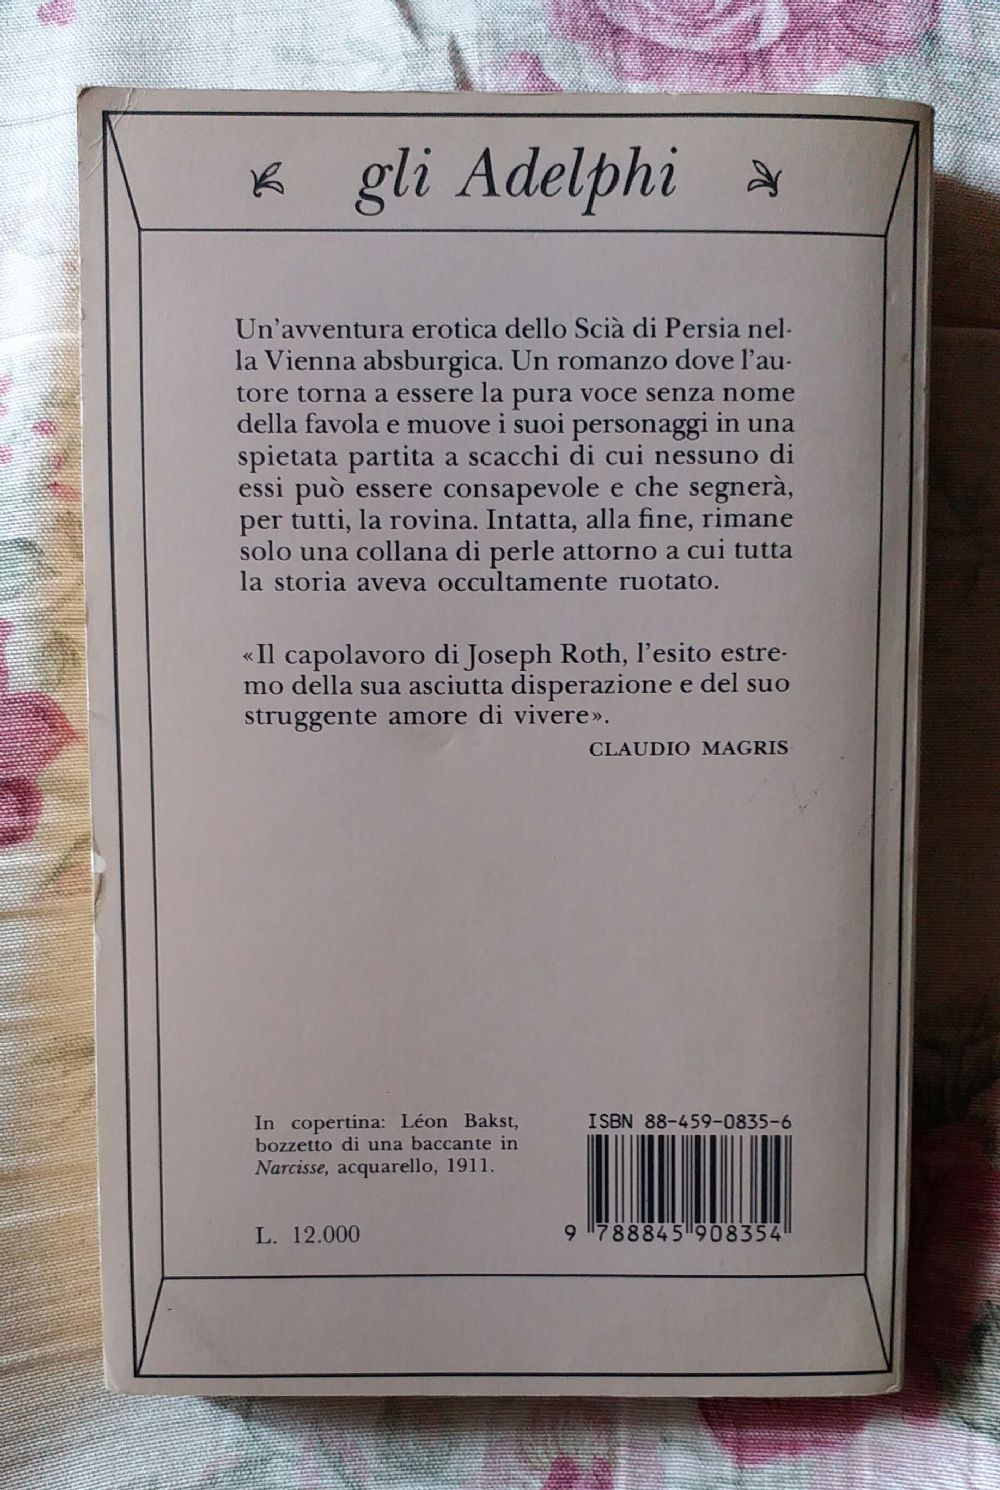 gli Adelphi
Un'avventura erotica dello Scià di Persia nel-
la Vienna absburgica. Un romanzo dove l'au-
tore torna a essere la pura voce senza nome
della favola e muove i suoi personaggi in una
spietata partita a scacchi di cui nessuno di
essi può essere consapevole e che segnerà,
per tutti, la rovina. Intatta, alla fine, rimane
solo una collana di perle attorno a cui tutta
la storia aveva occultamente ruotato.
«Il capolavoro di Joseph Roth, l'esito estre-
mo della sua asciutta disperazione e del suo
struggente amore di vivere».
CLAUDIO MAGRIS
In copertina: Léon Bakst,
bozzetto di una baccante in
Narcisse, acquarello, 1911.
L. 12.000
ISBN 88-459-0835-6
9 788845 908354